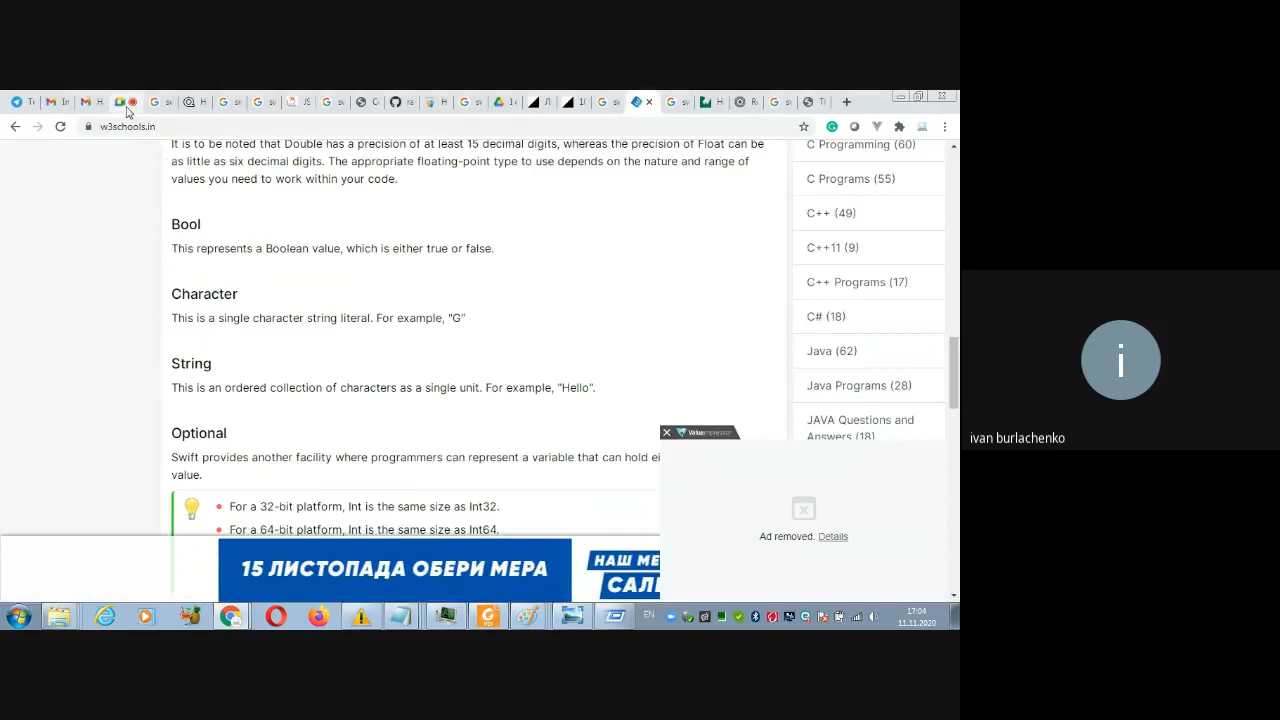 w3schools.in
It is to be noted that Double has a precision of at least 15 decimal digits, whereas the precision of Float can be
as little as six decimal digits. The appropriate floating-point type to use depends on the nature and range of
values you need to work within your code.
Bool
This represents a Boolean value, which is either true or false.
Character
This is a single character string literal. For example, "G"
String
This is an ordered collection of characters as a single unit. For example, "Hello".
Optional
Swift provides another facility where programmers can represent a variable that can hold
value.
For a 32-bit platform, Int is the same size as Int32.
For a 64-bit platform, Int is the same size as Int64.
C Programming (60)
C Programs (55)
C++ (49)
C++11 (9)
C++ Programs (17)
C# (18)
Java (62)
Java Programs (28)
JAVA Questions and
Answers (18)
Ad removed. Details
15 ЛИСТОПАДА ОБЕРИ МЕРА
НАШ МЕ
САЛ
EN
17:04
11.11.2020
i
ivan burlachenko